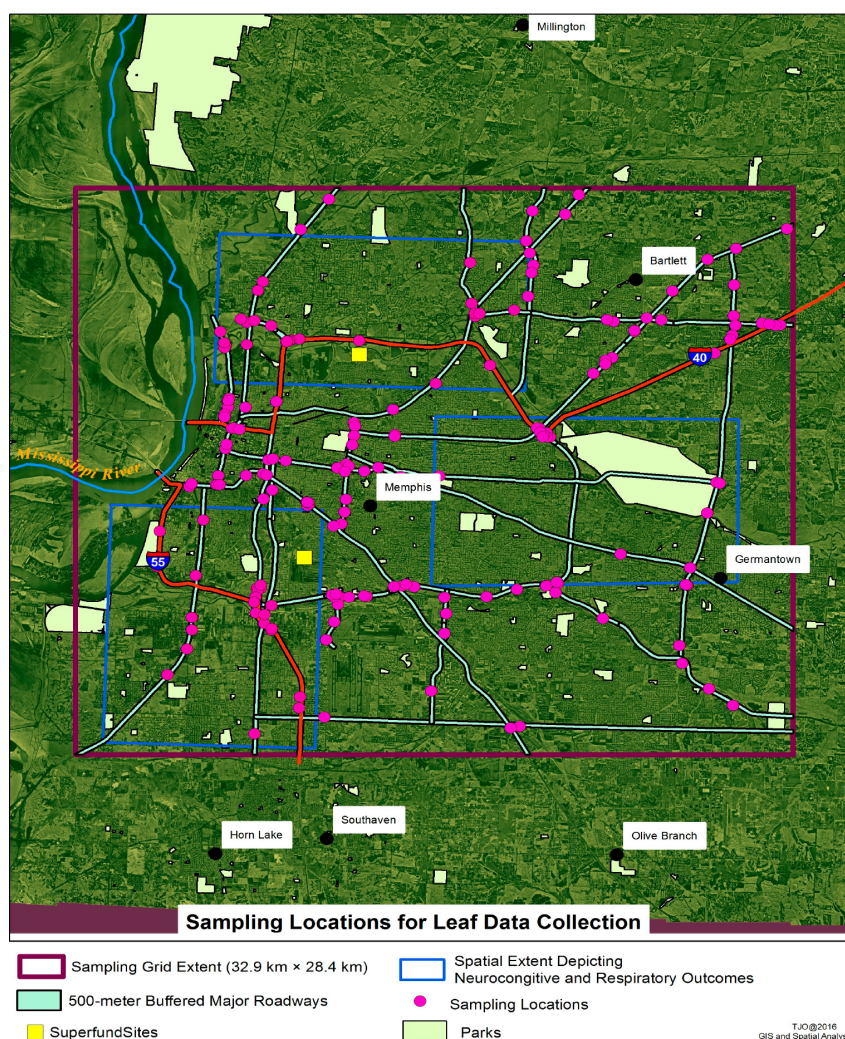 Millington
Bartlett
40
Mississippi River
Memphis
Germantown
55
Southaven
Horn Lake
Olive Branch
Sampling Locations for Leaf Data Collection
Sampling Grid Extent (32.9 km × 28.4 km)
Spatial Extent Depicting
Neurocongitive and Respiratory Outcomes
500-meter Buffered Major Roadways
Sampling Locations
SuperfundSites
Parks
TJO@2016
GIS and Spatial